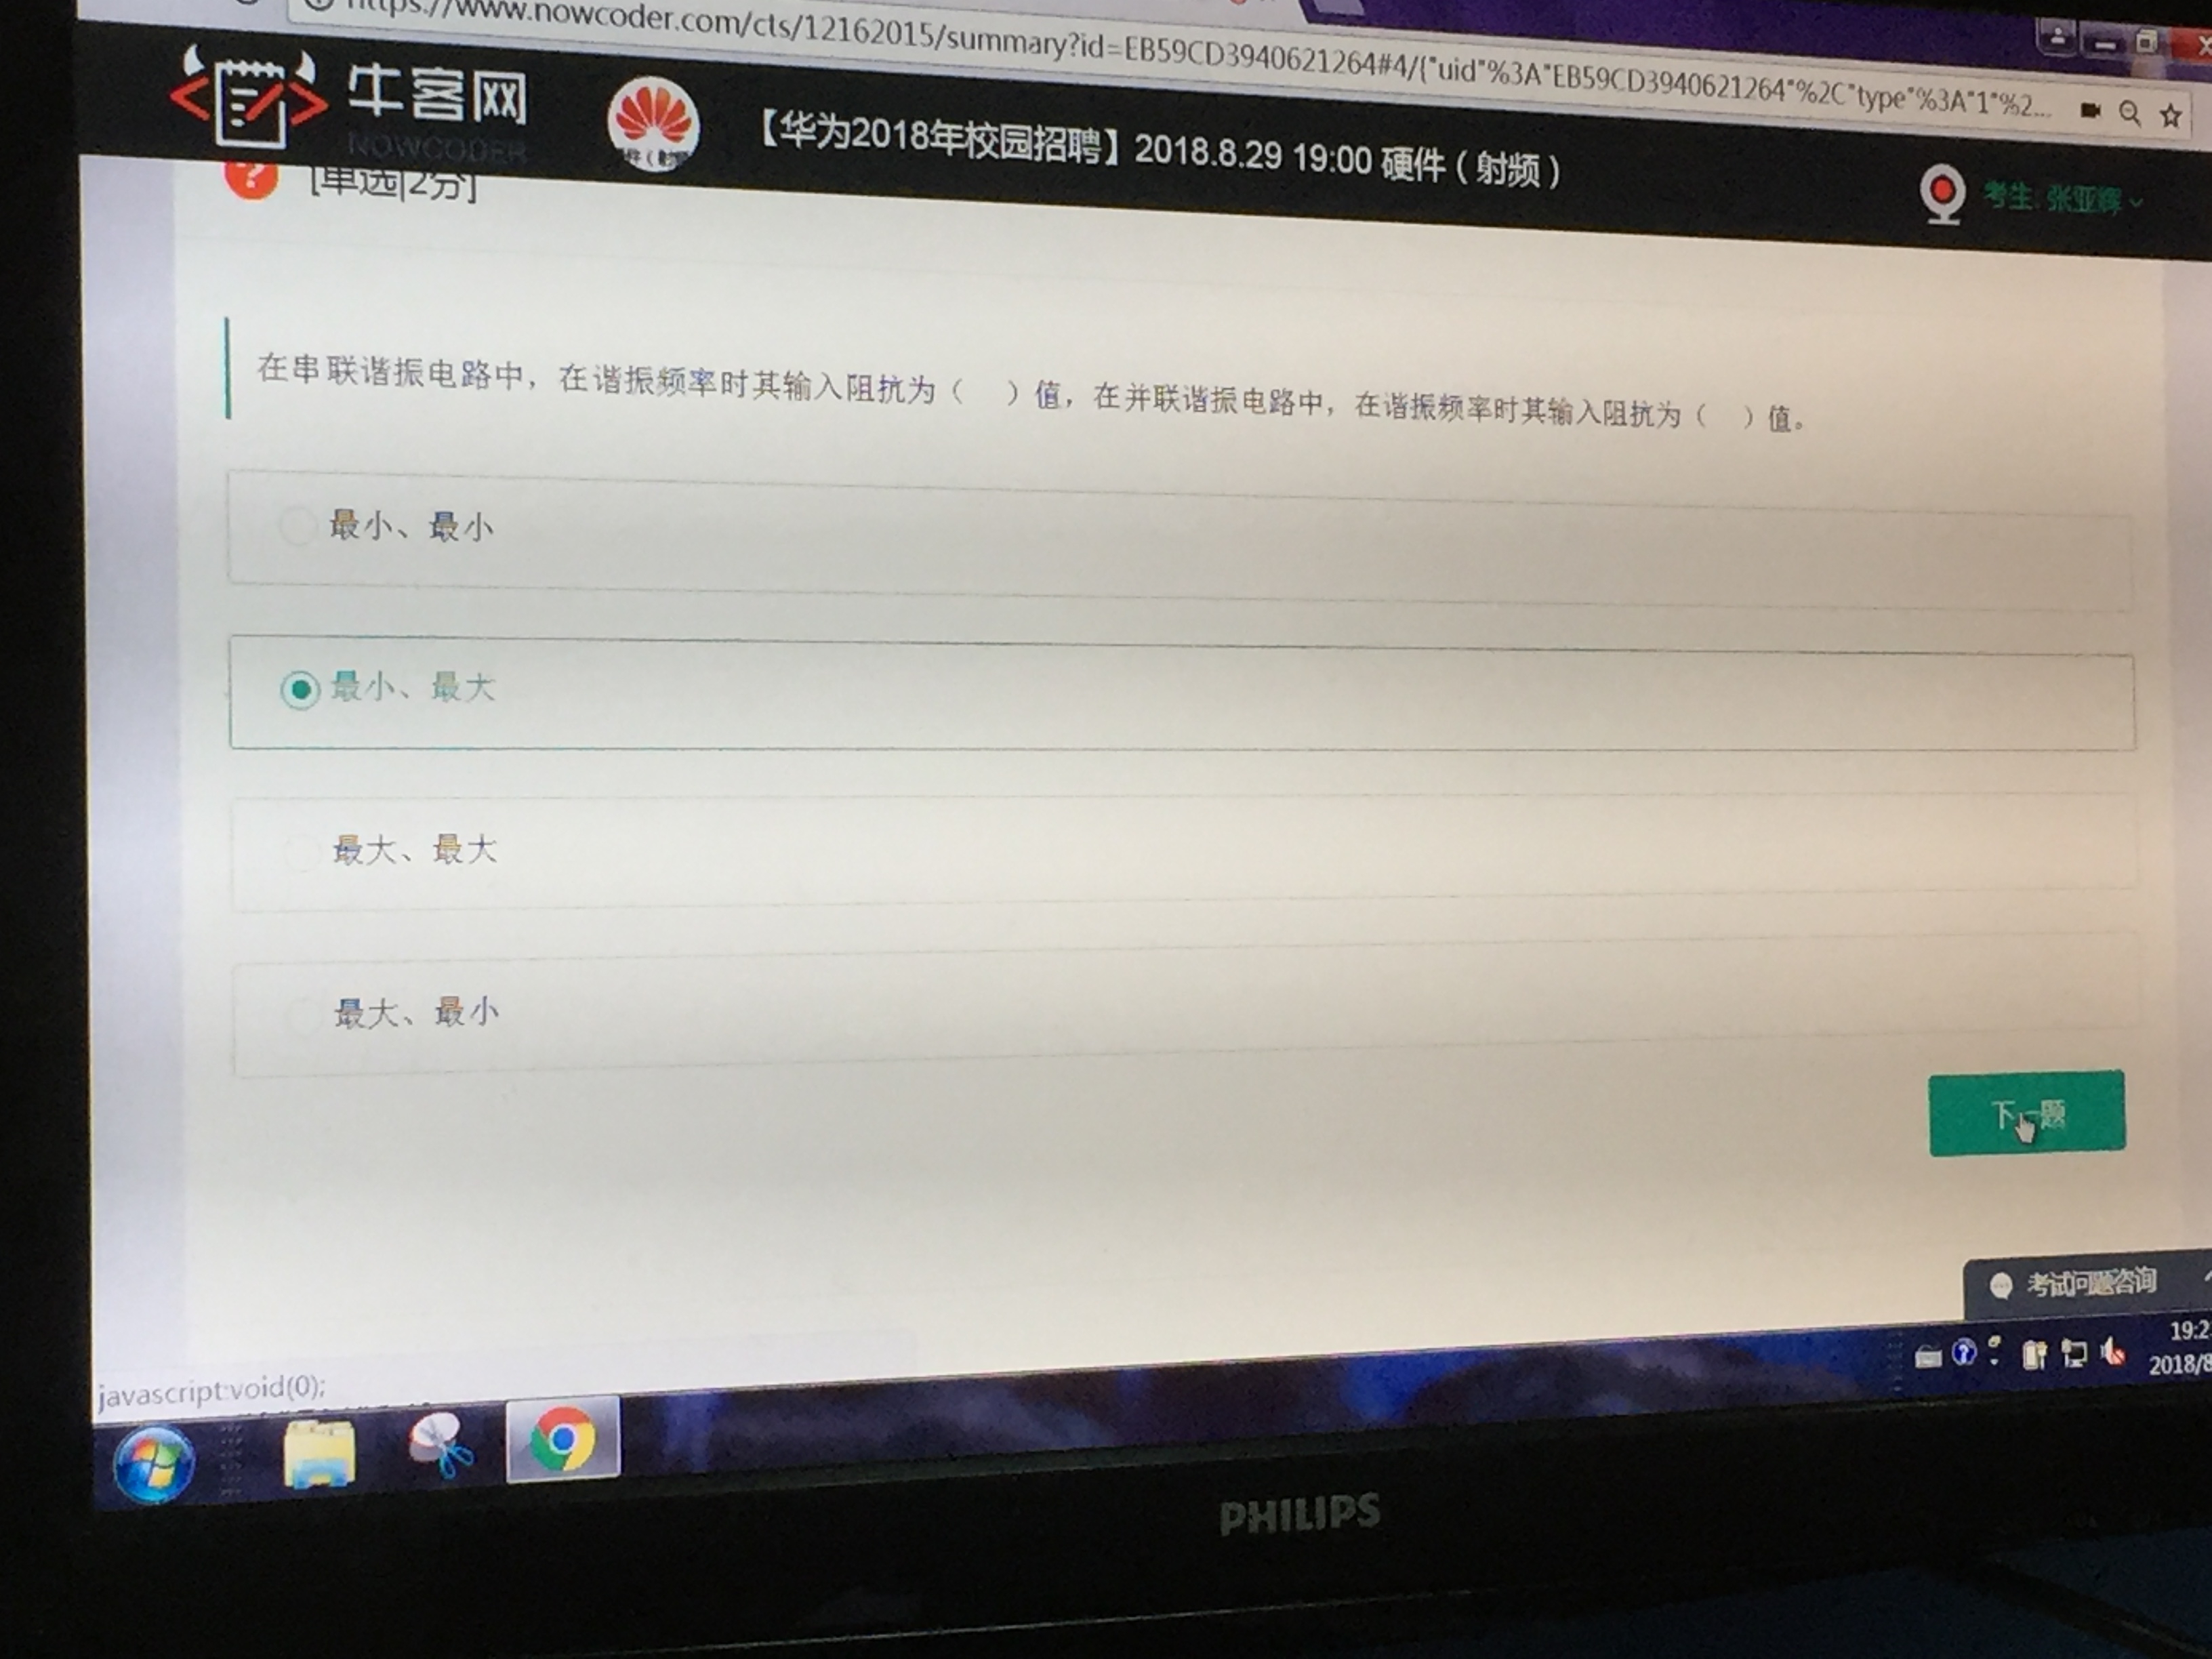 https://www.nowcoder.com/cts/12162015/summary?id=EB59CD3940621264#4/{"uid"%3A"EB59CD3940621264"%2C"type"%3A"1"%2...
牛客网
NOWCODER
【华为2018年校园招聘】2018.8.29 19:00 硬件（射频）
考生: 张亚辉
[单选|2分]
在串联谐振电路中，在谐振频率时其输入阻抗为（ ）值，在并联谐振电路中，在谐振频率时其输入阻抗为（ ）值。
最小、最小
最小、最大
最大、最大
最大、最小
下一题
考试问题咨询
19:2
2018/8
javascript:void(0);
PHILIPS